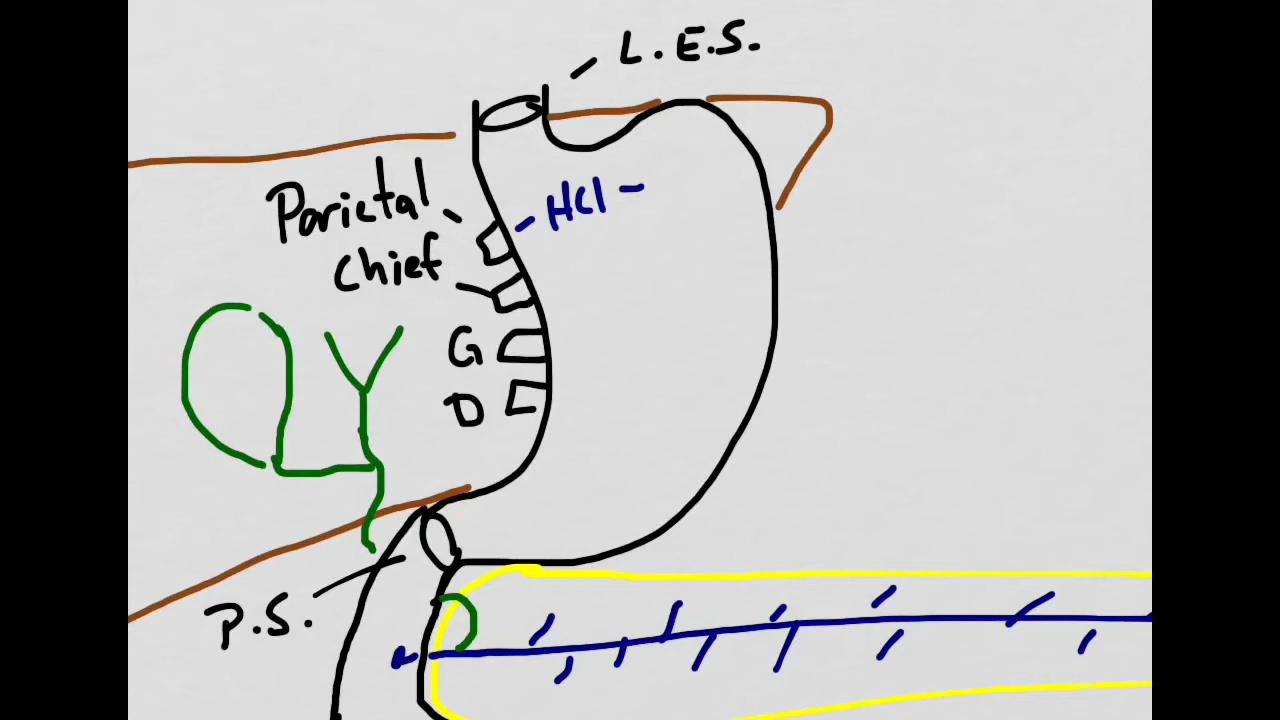 L.E.S.
Parietal - HCl -
chief
G
D
P.S.